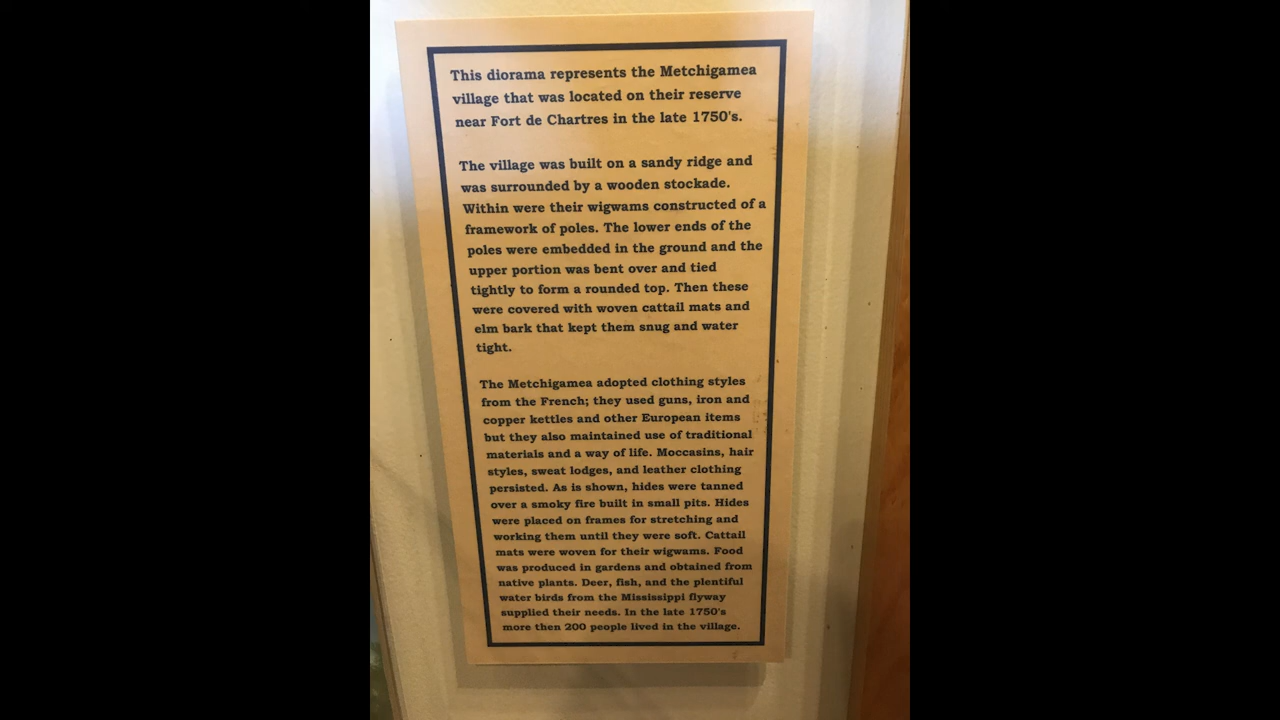 This diorama represents the Metchigamea
village that was located on their reserve
near Fort de Chartres in the late 1750's.
The village was built on a sandy ridge and
was surrounded by a wooden stockade.
Within were their wigwams constructed of a
framework of poles. The lower ends of the
poles were embedded in the ground and the
upper portion was bent over and tied
tightly to form a rounded top. Then these
were covered with woven cattail mats and
elm bark that kept them snug and water
tight.
The Metchigamea adopted clothing styles
from the French; they used guns, iron and
copper kettles and other European items
but they also maintained use of traditional
materials and a way of life. Moccasins, hair
styles, sweat lodges, and leather clothing
persisted. As is shown, hides were tanned
over a smoky fire built in small pits. Hides
were placed on frames for stretching and
working them until they were soft. Cattail
mats were woven for their wigwams. Food
was produced in gardens and obtained from
native plants. Deer, fish, and the plentiful
water birds from the Mississippi flyway
supplied their needs. In the late 1750's
more then 200 people lived in the village.